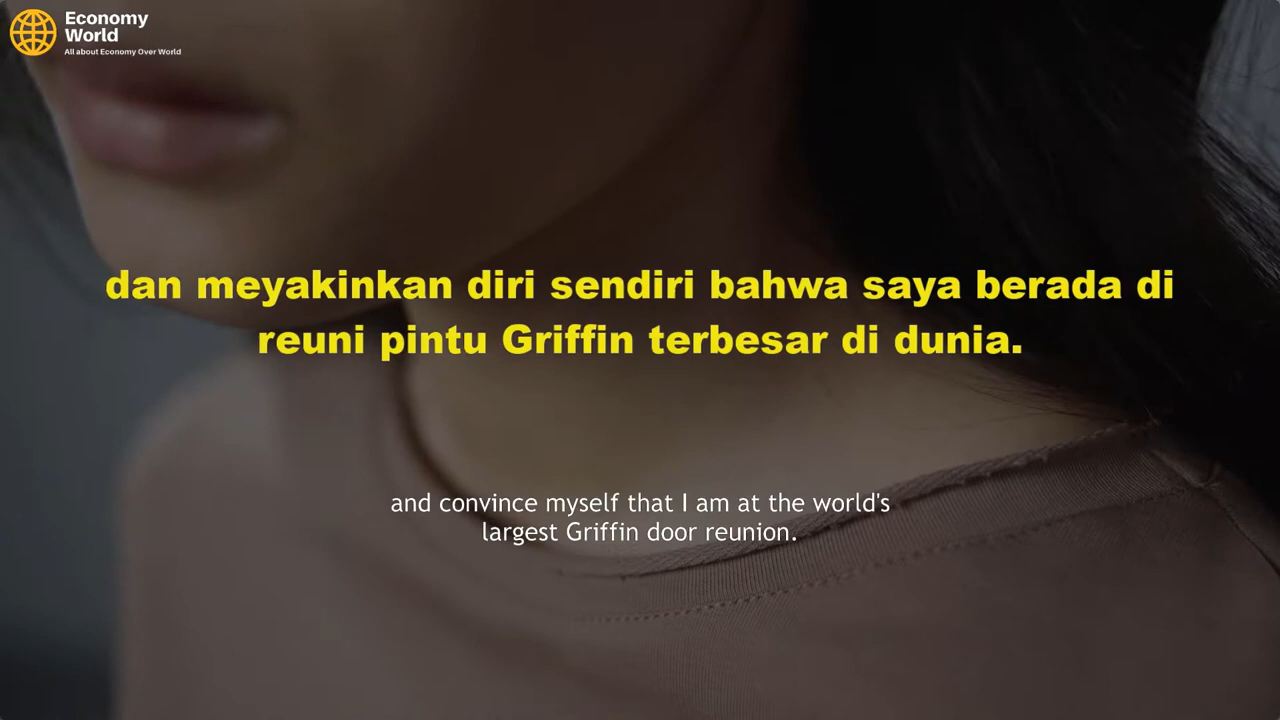 Economy
World
All about Economy Over World
dan meyakinkan diri sendiri bahwa saya berada di
reuni pintu Griffin terbesar di dunia.
and convince myself that I am at the world's
largest Griffin door reunion.